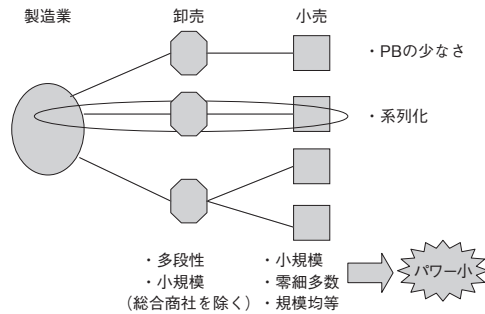 製造業 卸売 小売
・PBの少なさ
・系列化
・多段性 ・小規模
・小規模 ・零細多数
(総合商社を除く) ・規模均等
パワー小